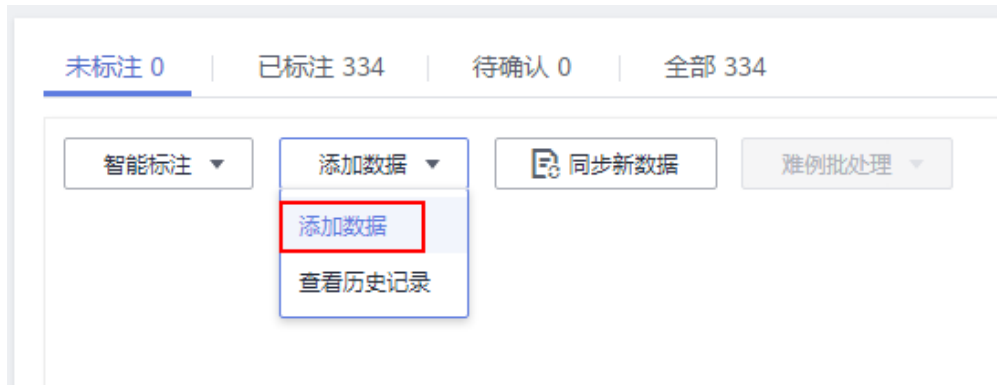 未标注 0 已标注 334 待确认 0 全部 334
智能标注 添加数据 同步新数据 难例批处理
添加数据
查看历史记录